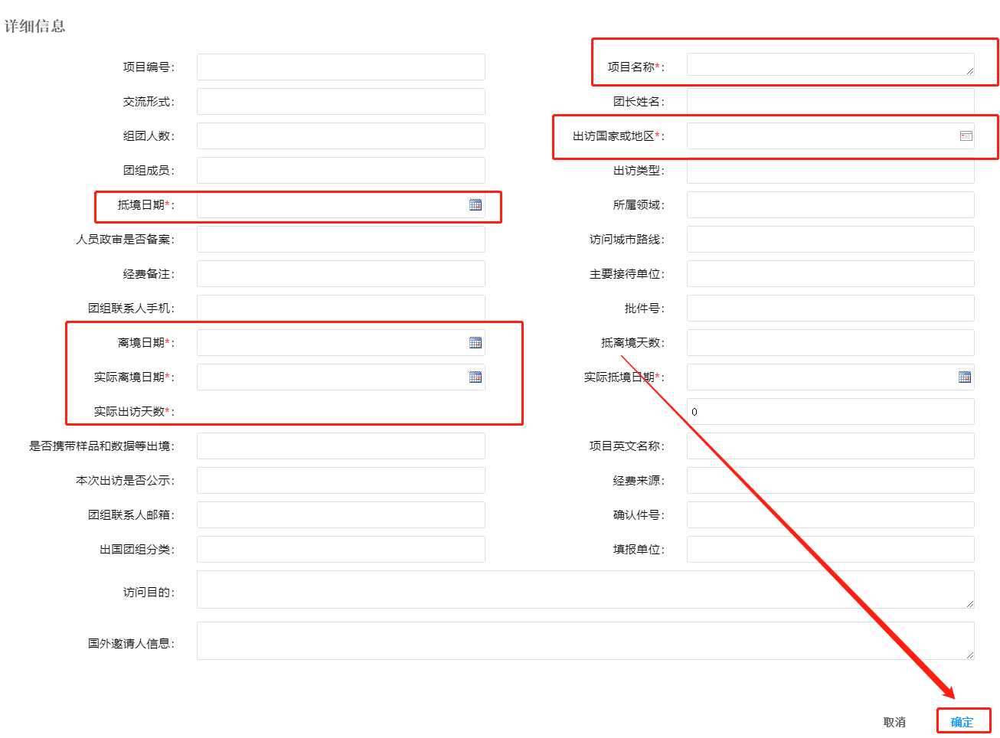 详细信息
项目编号：
项目名称*：
交流形式：
团长姓名：
组团人数：
出访国家或地区*：
团组成员：
出访类型：
抵境日期*：
所属领域：
人员政审是否备案：
访问城市路线：
经费备注：
主要接待单位：
团组联系人手机：
批件号：
离境日期*：
抵离境天数：
实际离境日期*：
实际抵境日期*：
实际出访天数*：
0
是否携带样品和数据等出境：
项目英文名称：
本次出访是否公示：
经费来源：
团组联系人邮箱：
确认件号：
出国团组分类：
填报单位：
访问目的：
国外邀请人信息：
取消
确定